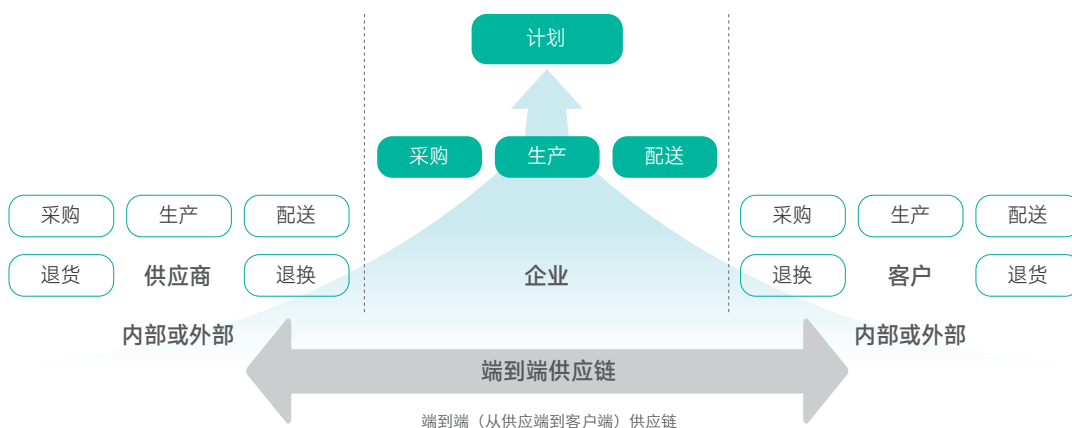 计划
采购 生产 配送
采购 生产 配送 采购 生产 配送
退货 供应商 退换 企业 退换 客户 退货
内部或外部 内部或外部
端到端供应链
端到端（从供应端到客户端）供应链